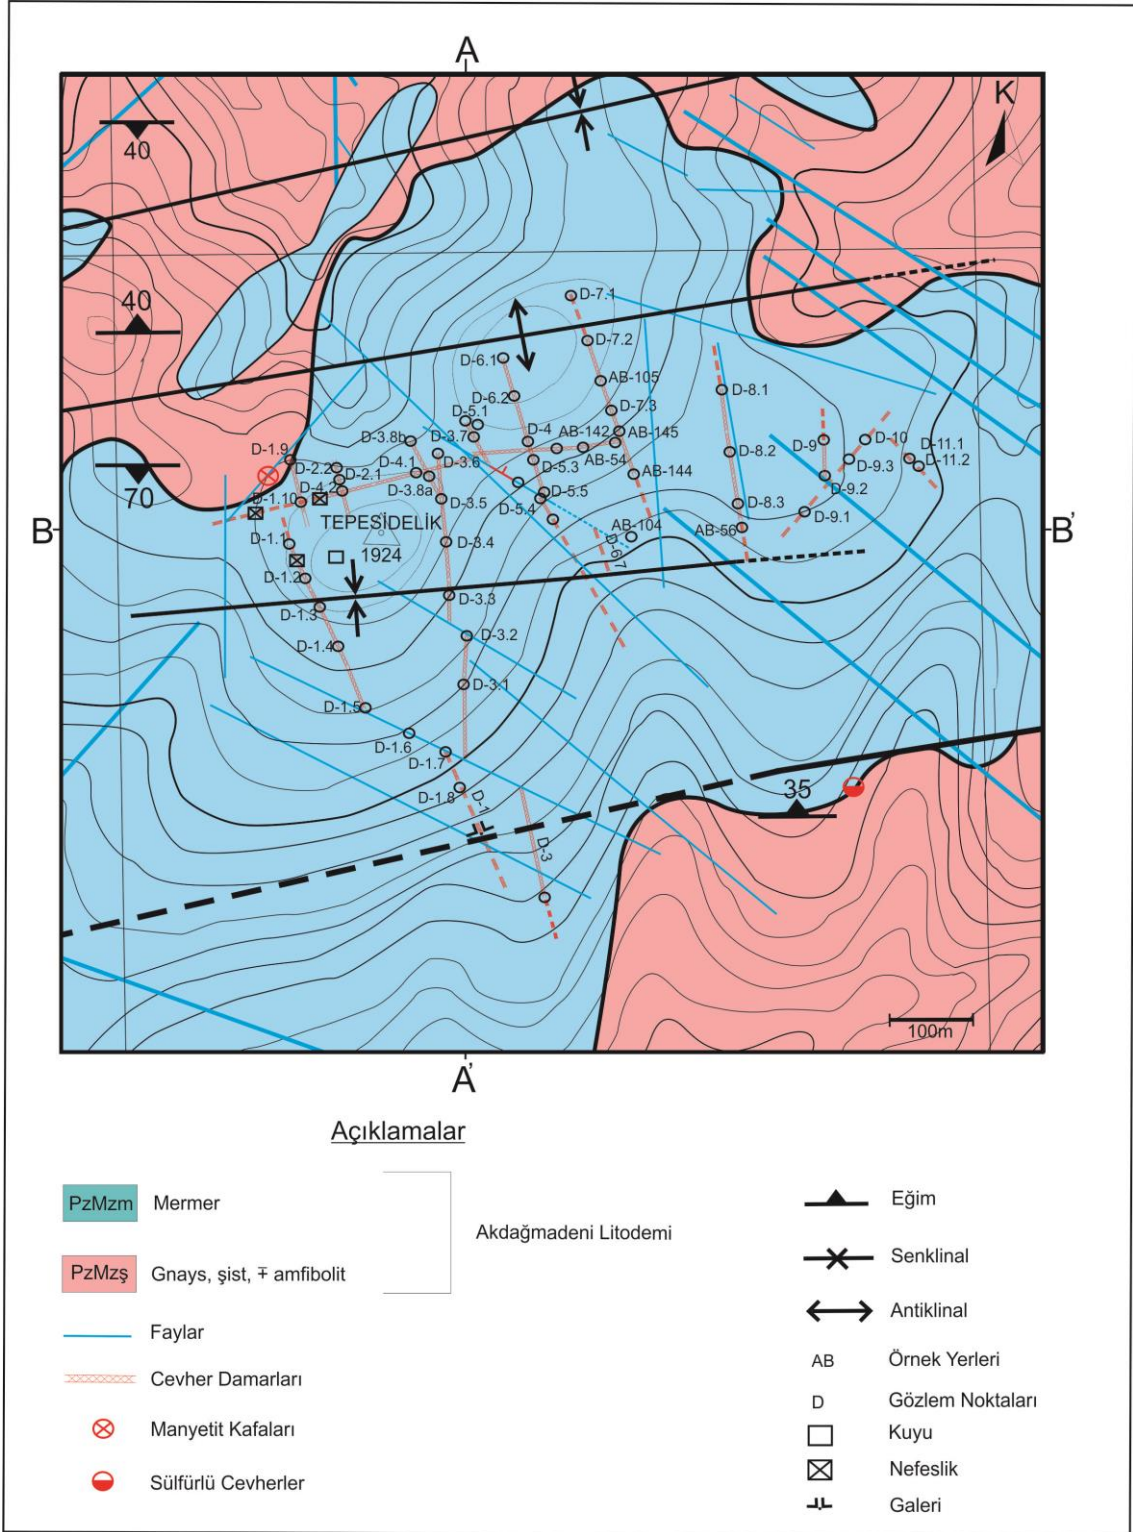 A
K
40
40
70
D-7.1
D-7.2
D-6.1
AB-105
D-6.2
D-8.1
D-7.3
D-5.1
D-3.8b
D-3.7
D-4
AB-142
AB-145
D-9
D-10
D-11.1
D-11.2
D-1.9
D-2.2
D-2.1
D-4.1
D-3.6
AB-54
D-8.2
D-9.3
D-4.2
D-3.8a
D-5.3
AB-144
D-9.2
D-1.10
D-3.5
D-5.5
D-5.4
D-8.3
D-9.1
B
TEPESİDELİK
AB-104
AB-56
B'
D-1.1
1924
D-3.4
D-6.7
D-1.2
D-1.3
D-3.3
D-1.4
D-3.2
D-1.5
D-3.1
D-1.6
D-1.7
D-1.8
D-1
35
D-3
100m
A'
Açıklamalar
PzMzm Mermer
Akdağmadeni Litodemi
PzMzş Gnays, şist, ∓ amfibolit
Faylar
Cevher Damarları
Manyetit Kafaları
Sülfürlü Cevherler
Eğim
Senklinal
Antiklinal
AB Örnek Yerleri
D Gözlem Noktaları
Kuyu
Nefeslik
Galeri